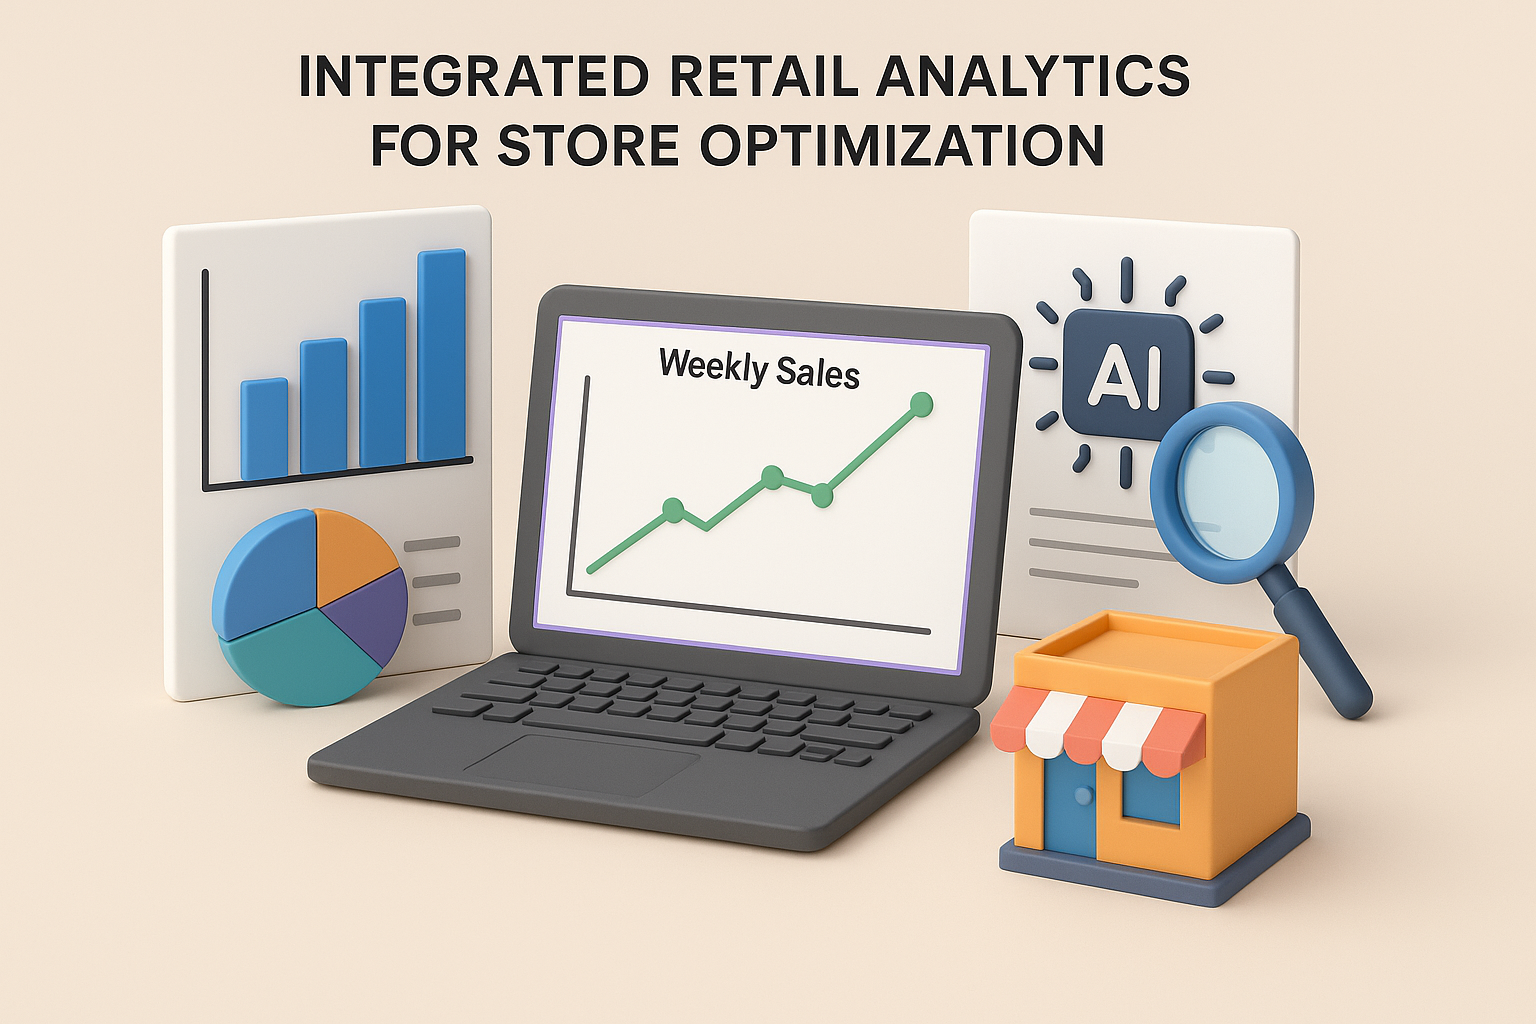 INTEGRATED RETAIL ANALYTICS
FOR STORE OPTIMIZATION
Weekly Sales
AI